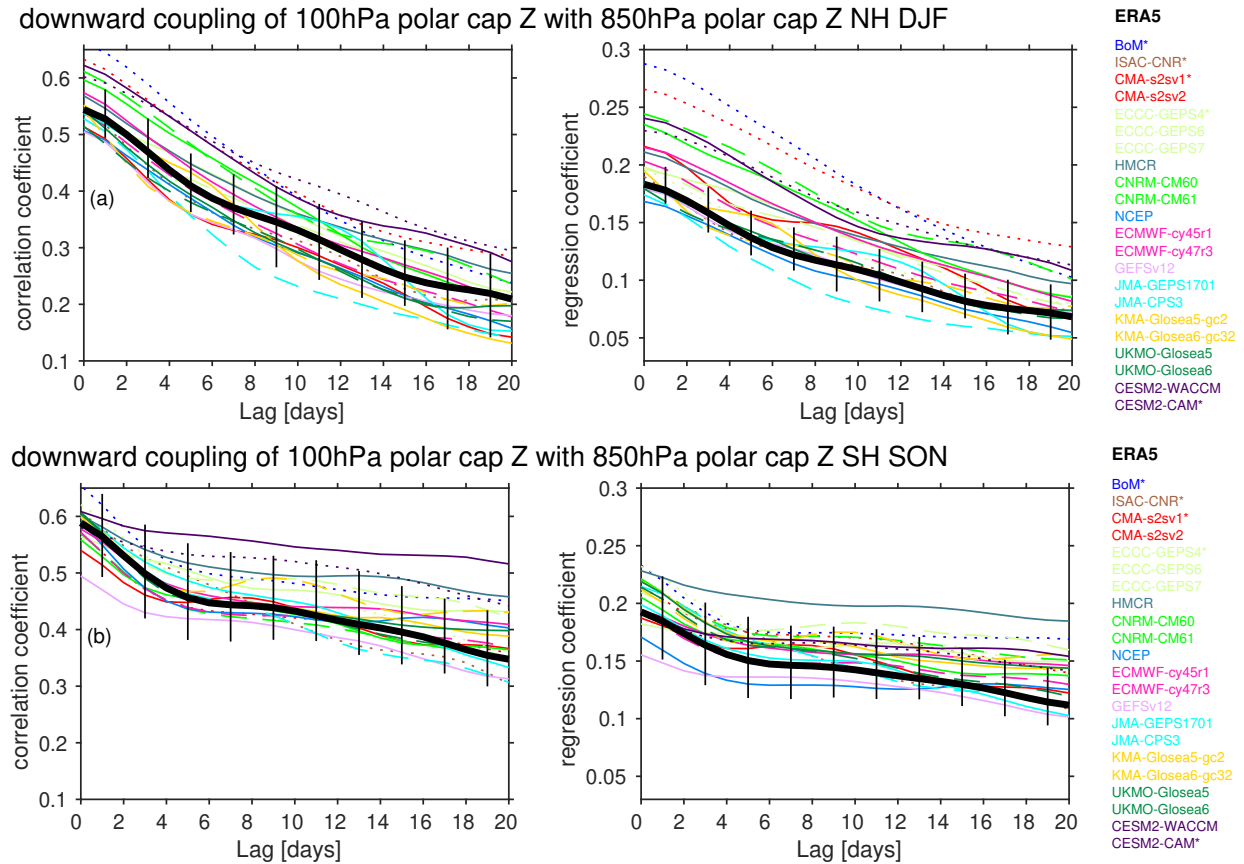 downward coupling of 100hPa polar cap Z with 850hPa polar cap Z NH DJF
0.6
0.5
0.4
0.3
0.2
0.1
correlation coefficient
(a)
0 2 4 6 8 10 12 14 16 18 20
Lag [days]
0.3
0.25
0.2
0.15
0.1
0.05
regression coefficient
0 2 4 6 8 10 12 14 16 18 20
Lag [days]
ERA5
BoM*
ISAC-CNR*
CMA-s2sv1*
CMA-s2sv2
ECCC-GEPS4*
ECCC-GEPS6
ECCC-GEPS7
HMCR
CNRM-CM60
CNRM-CM61
NCEP
ECMWF-cy45r1
ECMWF-cy47r3
GEFSv12
JMA-GEPS1701
JMA-CPS3
KMA-Glosea5-gc2
KMA-Glosea6-gc32
UKMO-Glosea5
UKMO-Glosea6
CESM2-WACCM
CESM2-CAM*
downward coupling of 100hPa polar cap Z with 850hPa polar cap Z SH SON
0.6
0.5
0.4
0.3
0.2
0.1
correlation coefficient
(b)
0 2 4 6 8 10 12 14 16 18 20
Lag [days]
0.3
0.25
0.2
0.15
0.1
0.05
regression coefficient
0 2 4 6 8 10 12 14 16 18 20
Lag [days]
ERA5
BoM*
ISAC-CNR*
CMA-s2sv1*
CMA-s2sv2
ECCC-GEPS4*
ECCC-GEPS6
ECCC-GEPS7
HMCR
CNRM-CM60
CNRM-CM61
NCEP
ECMWF-cy45r1
ECMWF-cy47r3
GEFSv12
JMA-GEPS1701
JMA-CPS3
KMA-Glosea5-gc2
KMA-Glosea6-gc32
UKMO-Glosea5
UKMO-Glosea6
CESM2-WACCM
CESM2-CAM*